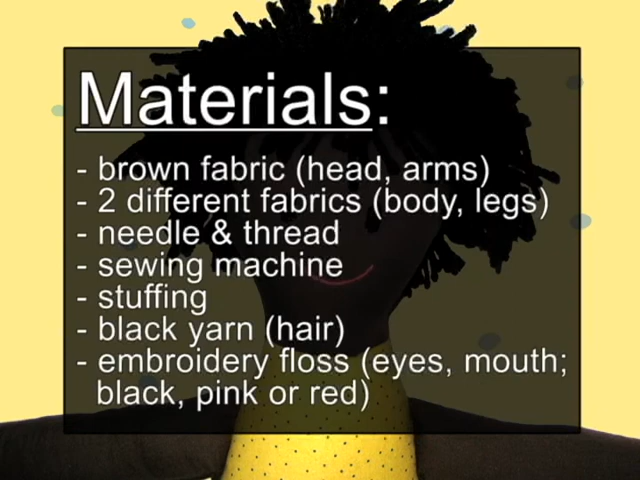 Materials:
- brown fabric (head, arms)
- 2 different fabrics (body, legs)
- needle & thread
- sewing machine
- stuffing
- black yarn (hair)
- embroidery floss (eyes, mouth;
black, pink or red)